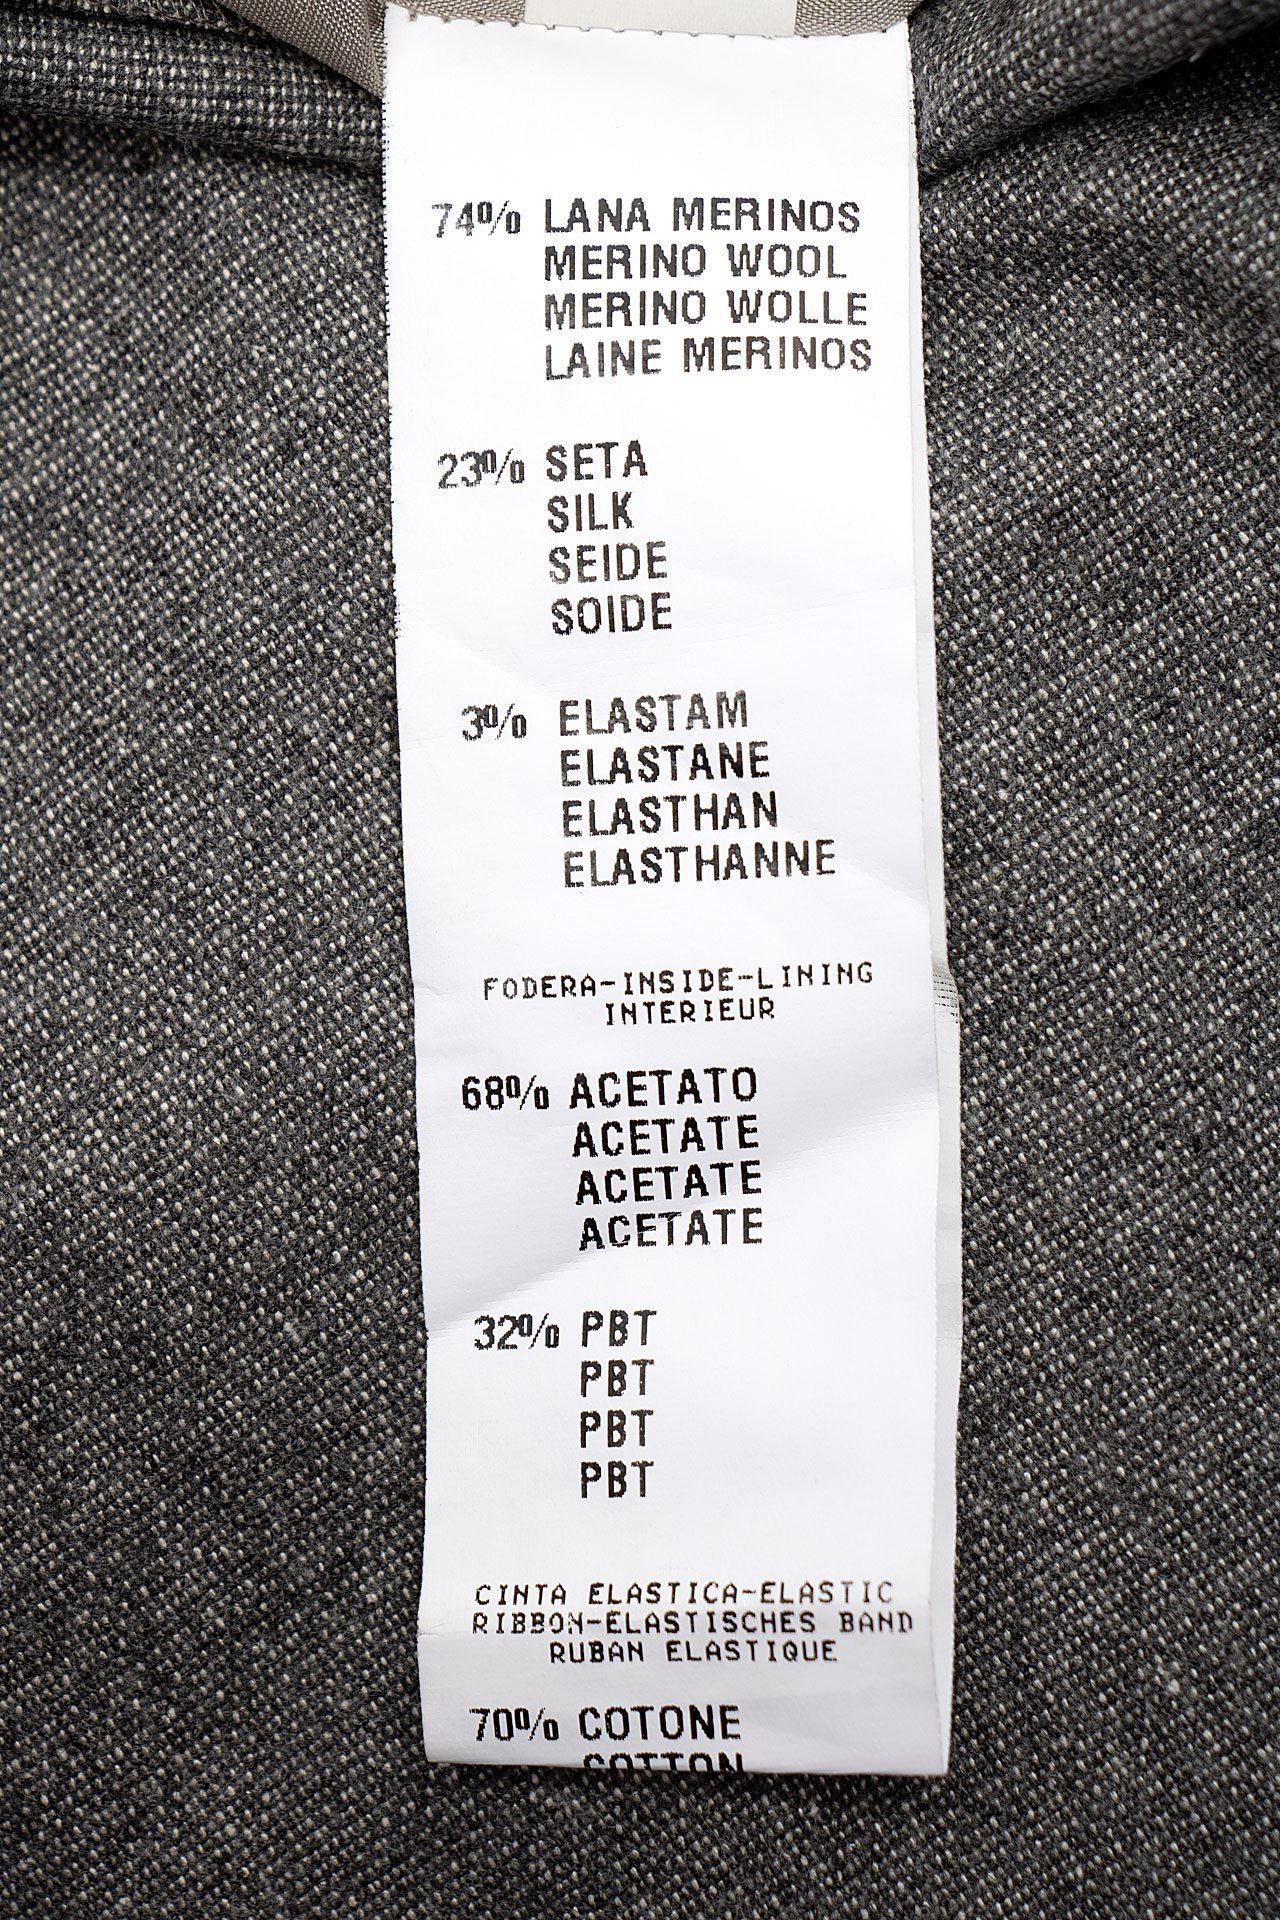 74% LANA MERINOS
MERINO WOOL
MERINO WOLLE
LAINE MERINOS
23% SETA
SILK
SEIDE
SOIDE
3% ELASTAM
ELASTANE
ELASTHAN
ELASTHANNE
FODERA-INSIDE-LINING
INTERIEUR
68% ACETATO
ACETATE
ACETATE
ACETATE
32% PBT
PBT
PBT
PBT
CINTA ELASTICA-ELASTIC
RIBBON-ELASTISCHES BAND
RUBAN ELASTIQUE
70% COTONE
COTTON